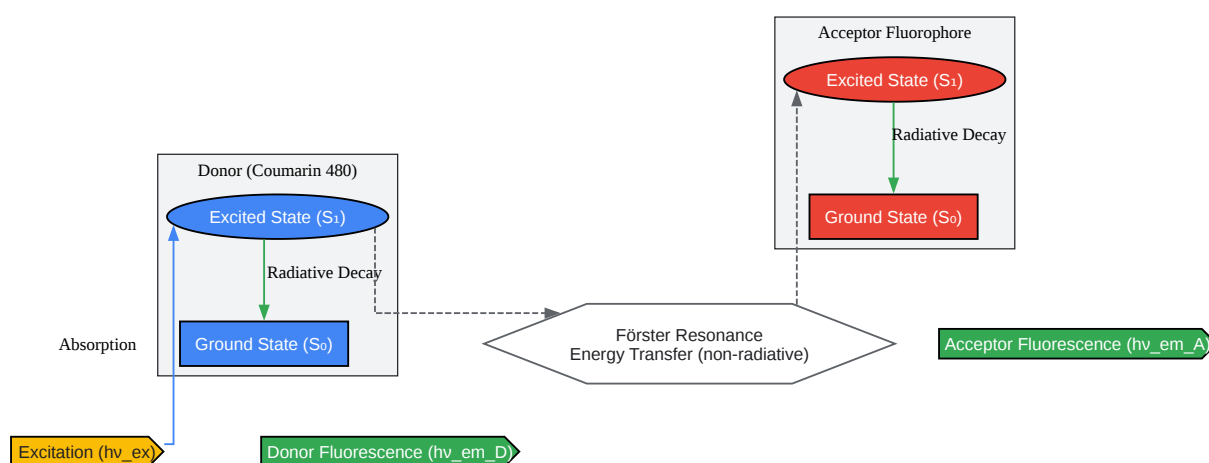 Acceptor Fluorophore
Excited State (S₁)
Radiative Decay
Ground State (S₀)
Donor (Coumarin 480)
Excited State (S₁)
Radiative Decay
Ground State (S₀)
Absorption
Förster Resonance
Energy Transfer (non-radiative)
Acceptor Fluorescence (hν_em_A)
Excitation (hν_ex)
Donor Fluorescence (hν_em_D)